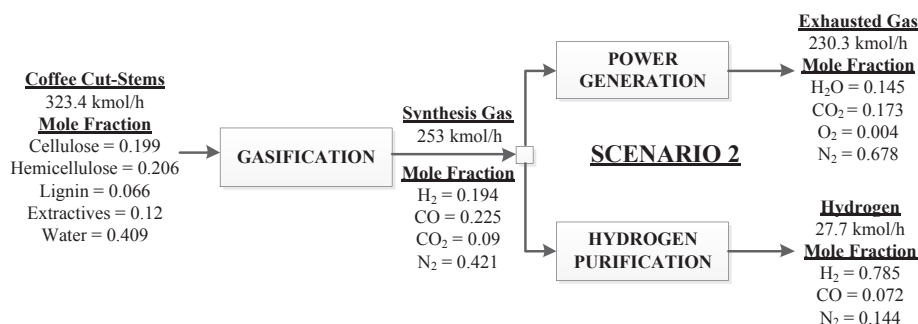 Coffee Cut-Stems
323.4 kmol/h
Mole Fraction
Cellulose = 0.199
Hemicellulose = 0.206
Lignin = 0.066
Extractives = 0.12
Water = 0.409
GASIFICATION
Synthesis Gas
253 kmol/h
Mole Fraction
H₂ = 0.194
CO = 0.225
CO₂ = 0.09
N₂ = 0.421
POWER
GENERATION
SCENARIO 2
HYDROGEN
PURIFICATION
Exhausted Gas
230.3 kmol/h
Mole Fraction
H₂O = 0.145
CO₂ = 0.173
O₂ = 0.004
N₂ = 0.678
Hydrogen
27.7 kmol/h
Mole Fraction
H₂ = 0.785
CO = 0.072
N₂ = 0.144